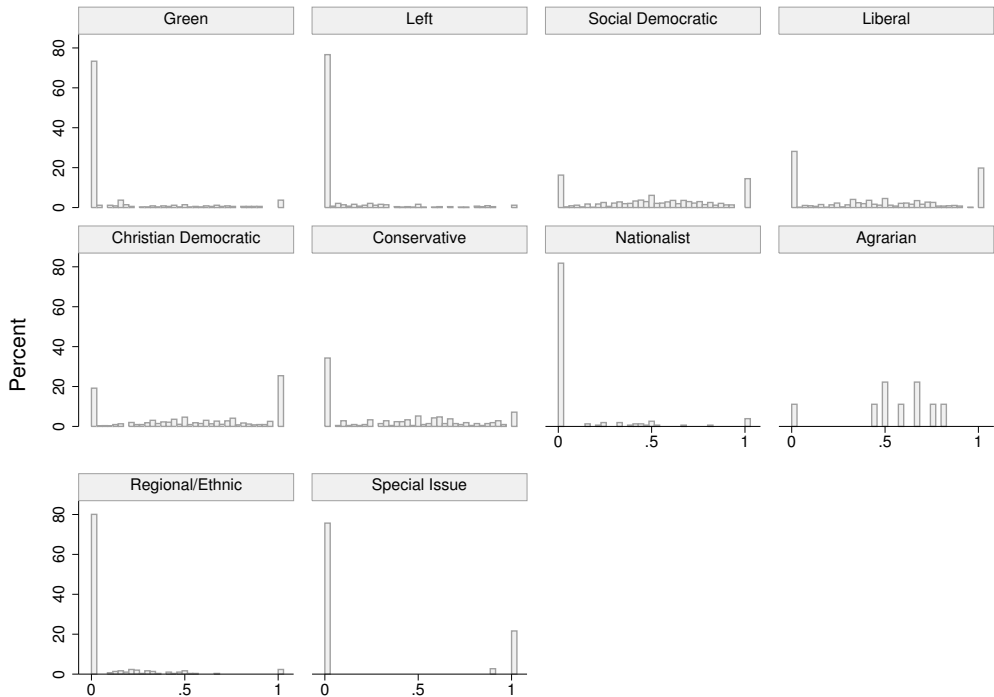 Green Left Social Democratic Liberal
80
60
40
20
0
Christian Democratic Conservative Nationalist Agrarian
80
60
40
20
0
0 .5 1 0 .5 1
Percent
Regional/Ethnic Special Issue
80
60
40
20
0
0 .5 1 0 .5 1